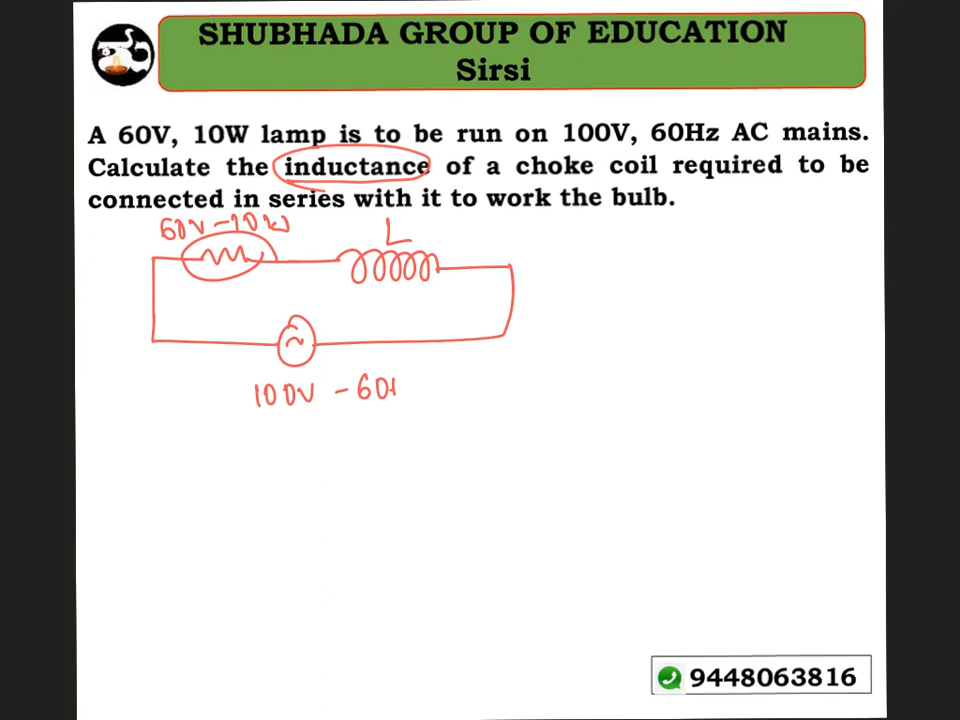 SHUBHADA GROUP OF EDUCATION
Sirsi
A 60V, 10W lamp is to be run on 100V, 60Hz AC mains.
Calculate the inductance of a choke coil required to be
connected in series with it to work the bulb.
60V - 10W
L
~
100V - 60
9448063816